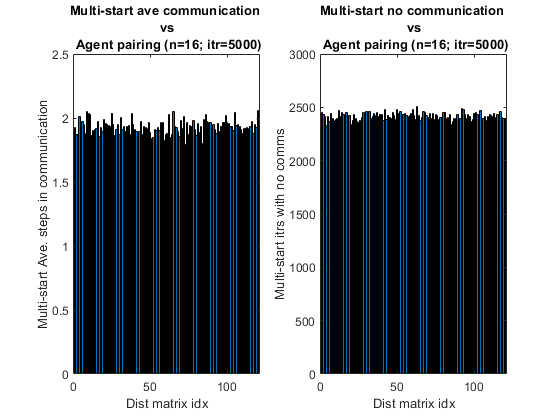 Multi-start ave communication
vs
Agent pairing (n=16; itr=5000)
Multi-start Ave. steps in communication
2.5
2
1.5
1
0.5
0
0 50 100
Dist matrix idx
Multi-start no communication
vs
Agent pairing (n=16; itr=5000)
Multi-start itrs with no comms
3000
2500
2000
1500
1000
500
0
0 50 100
Dist matrix idx